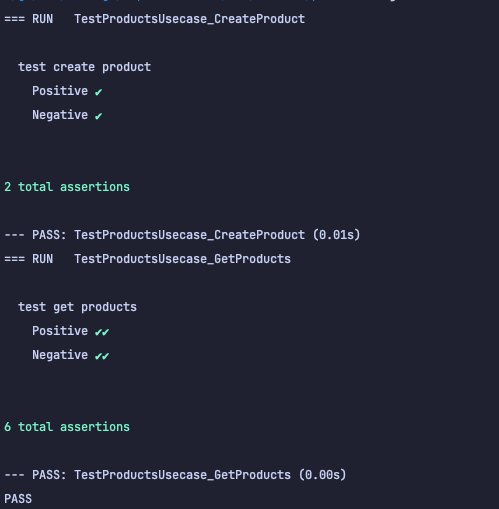 === RUN   TestProductsUsecase_CreateProduct
test create product
Positive ✔
Negative ✔
2 total assertions
--- PASS: TestProductsUsecase_CreateProduct (0.01s)
=== RUN   TestProductsUsecase_GetProducts
test get products
Positive ✔✔
Negative ✔✔
6 total assertions
--- PASS: TestProductsUsecase_GetProducts (0.00s)
PASS